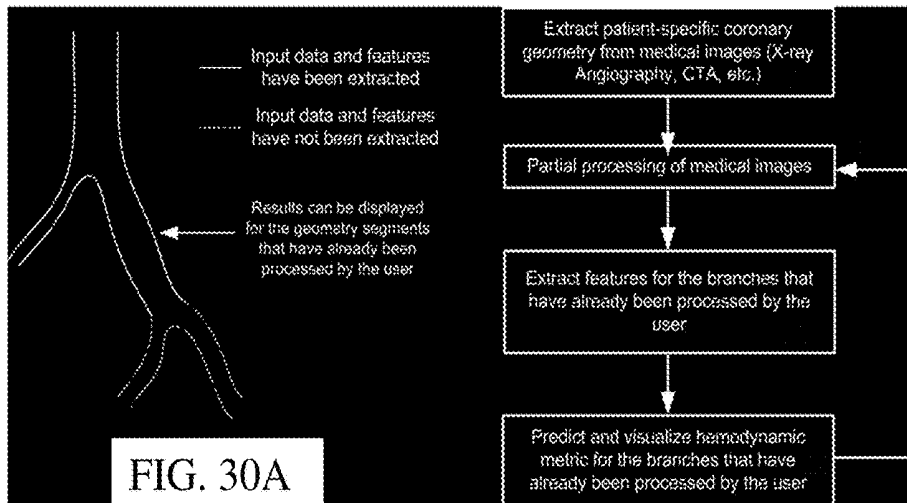 Input data and features
have been extracted
Input data and features
have not been extracted
Results can be displayed
for the geometry segments
that have already been
processed by the user
FIG. 30A
Extract patient-specific coronary
geometry from medical images (X-ray
Angiography, CTA, etc.)
Partial processing of medical images
Extract features for the branches that
have already been processed by the
user
Predict and visualize hemodynamic
metric for the branches that have
already been processed by the user